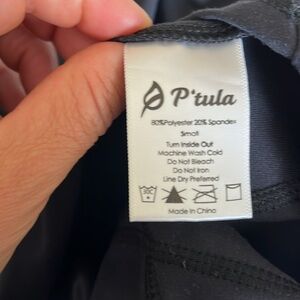 P'tula
80%Polyester 20% Spandex
Small
Turn Inside Out
Machine Wash Cold
Do Not Bleach
Do Not Iron
Line Dry Preferred
30C
Made in China